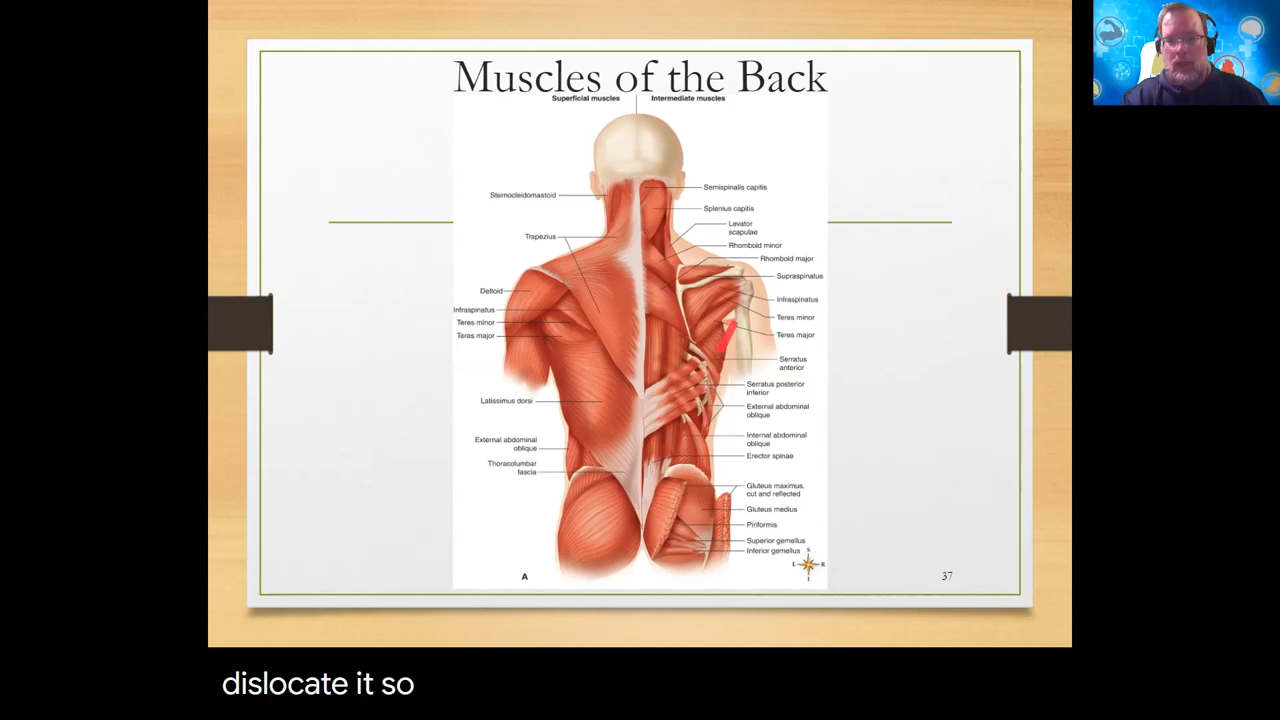 Muscles of the Back
Superficial muscles
Intermediate muscles
Sternocleidomastoid
Trapezius
Deltoid
Infraspinatus
Teres minor
Teres major
Latissimus dorsi
External abdominal
oblique
Thoracolumbar
fascia
Semispinalis capitis
Splenius capitis
Levator
scapulae
Rhomboid minor
Rhomboid major
Supraspinatus
Infraspinatus
Teres minor
Teres major
Serratus
anterior
Serratus posterior
inferior
External abdominal
oblique
Internal abdominal
oblique
Erector spinae
Gluteus maximus,
cut and reflected
Gluteus medius
Piriformis
Superior gemellus
Inferior gemellus
S
L R
I
A
37
dislocate it so